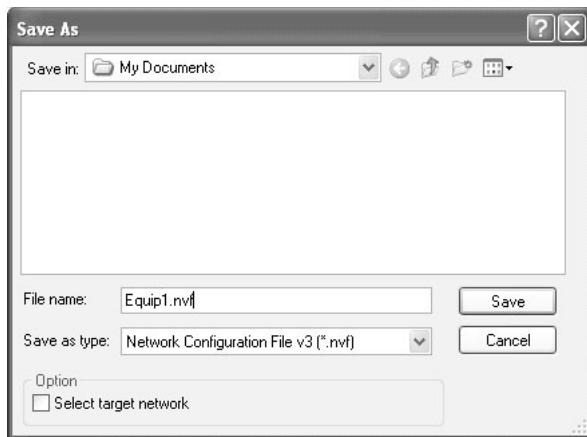 Save As
Save in: My Documents
File name: Equip1.nvf
Save
Save as type: Network Configuration File v3 (*.nvf)
Cancel
Option
Select target network